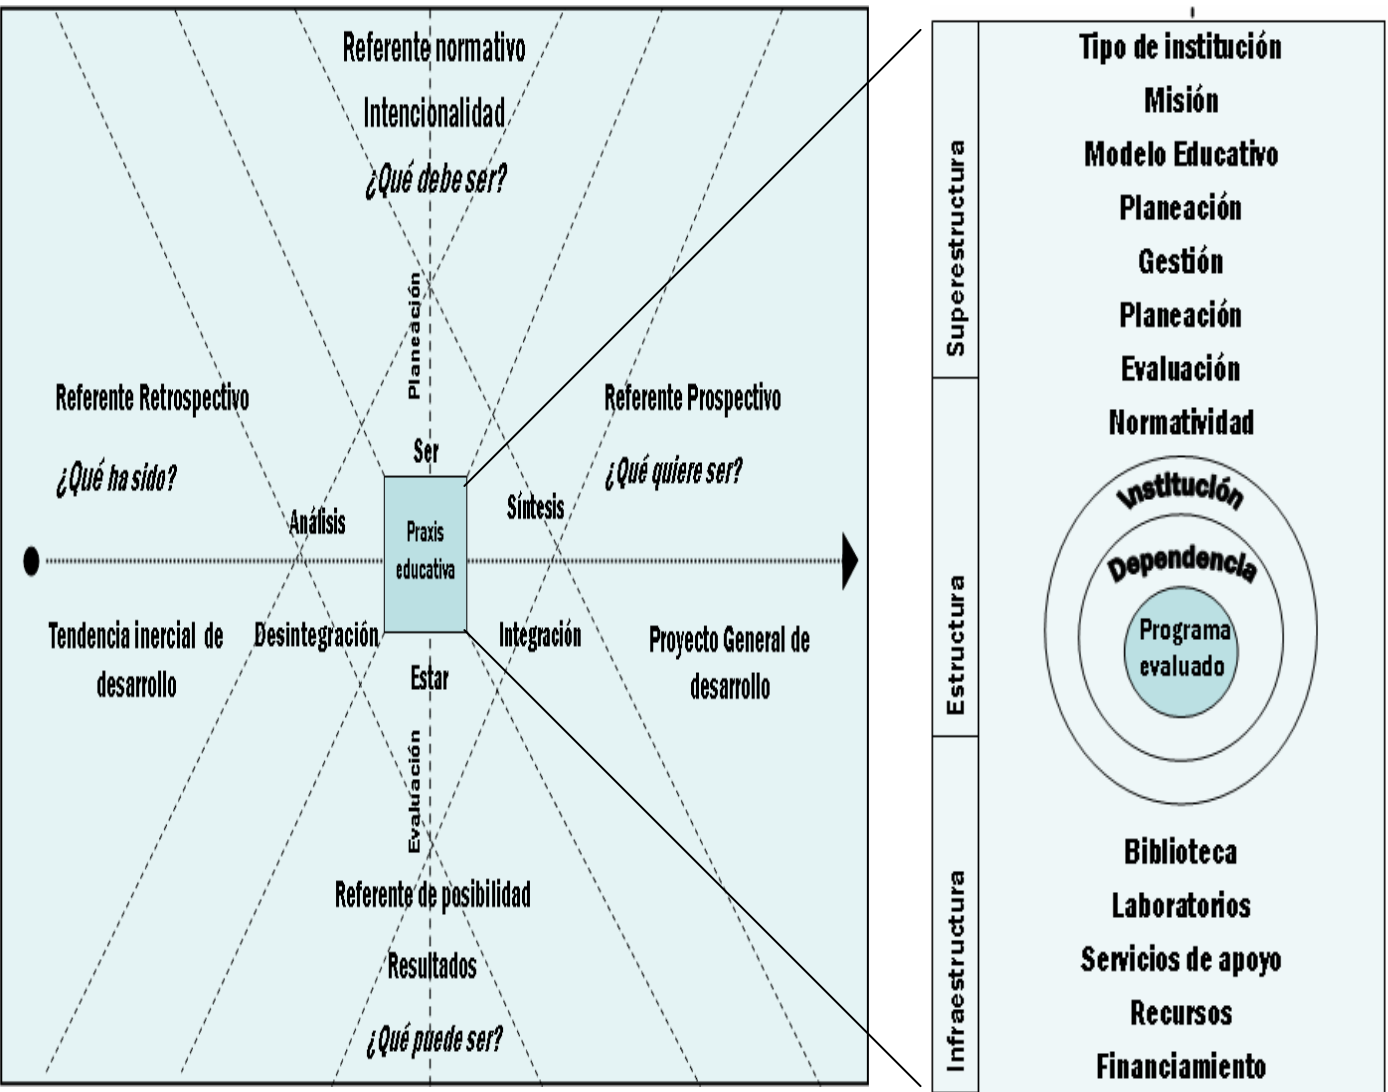 Referente normativo
Intencionalidad
¿Qué debe ser?
Planeación
Referente Retrospectivo
¿Qué ha sido?
Referente Prospectivo
¿Qué quiere ser?
Ser
Análisis
Síntesis
Praxis
educativa
Tendencia inercial de
desarrollo
Desintegración
Integración
Proyecto General de
desarrollo
Estar
Evaluación
Referente de posibilidad
Resultados
¿Qué puede ser?
Superestructura
Tipo de institución
Misión
Modelo Educativo
Planeación
Gestión
Planeación
Evaluación
Normatividad
Estructura
Institución
Dependencia
Programa
evaluado
Infraestructura
Biblioteca
Laboratorios
Servicios de apoyo
Recursos
Financiamiento